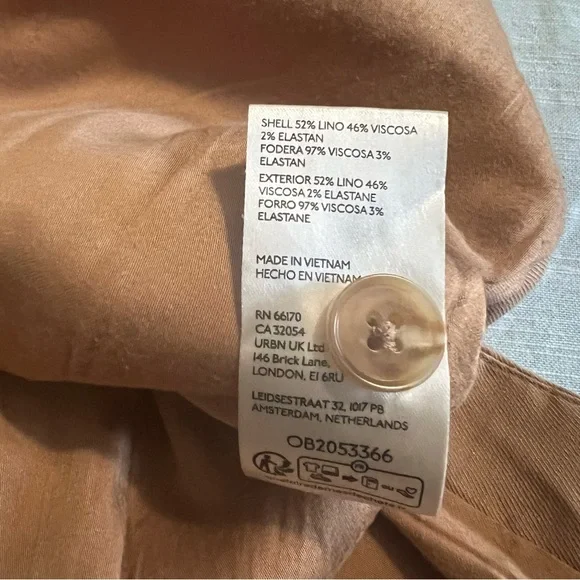 SHELL 52% LINO 46% VISCOSA
2% ELASTAN
FODERA 97% VISCOSA 3%
ELASTAN
EXTERIOR 52% LINO 46%
VISCOSA 2% ELASTANE
FORRO 97% VISCOSA 3%
ELASTANE
MADE IN VIETNAM
HECHO EN VIETNAM
RN 66170
CA 32054
URBN UK Ltd
146 Brick Lane,
LONDON, E1 6RU
LEIDSESTRAAT 32, 1017 PB
AMSTERDAM, NETHERLANDS
OB2053366
FR
OU